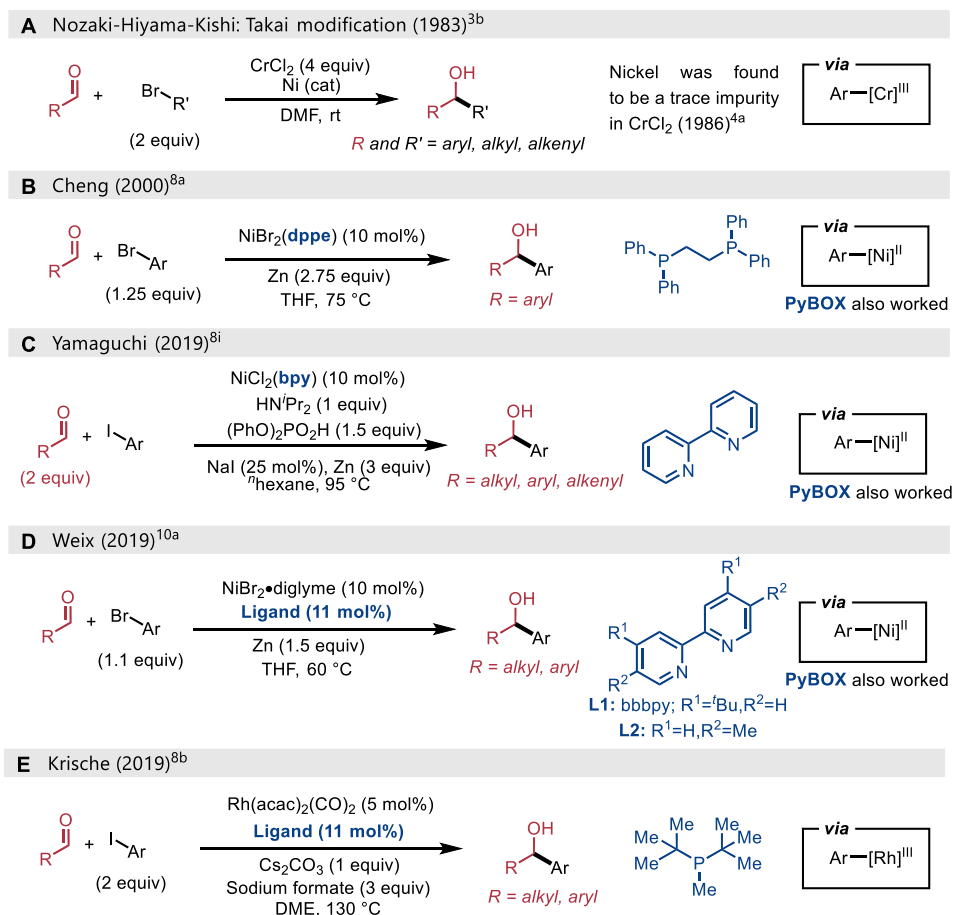 A Nozaki-Hiyama-Kishi: Takai modification (1983)3b
O
R
+
Br
R'
(2 equiv)
CrCl2 (4 equiv)
Ni (cat)
DMF, rt
OH
R
R'
R and R' = aryl, alkyl, alkenyl
Nickel was found
to be a trace impurity
in CrCl2 (1986)4a
via
Ar—[Cr]III
B Cheng (2000)8a
O
R
+
Br
Ar
(1.25 equiv)
NiBr2(dppe) (10 mol%)
Zn (2.75 equiv)
THF, 75 °C
OH
R
Ar
R = aryl
Ph
P
Ph
P
Ph
Ph
via
Ar—[Ni]II
PyBOX also worked
C Yamaguchi (2019)8i
O
R
(2 equiv)
+
I
Ar
NiCl2(bpy) (10 mol%)
HNiPr2 (1 equiv)
(PhO)2PO2H (1.5 equiv)
NaI (25 mol%), Zn (3 equiv)
nhexane, 95 °C
OH
R
Ar
R = alkyl, aryl, alkenyl
N
N
via
Ar—[Ni]II
PyBOX also worked
D Weix (2019)10a
O
R
+
Br
Ar
(1.1 equiv)
NiBr2•diglyme (10 mol%)
Ligand (11 mol%)
Zn (1.5 equiv)
THF, 60 °C
OH
R
Ar
R = alkyl, aryl
R1
R2
R1
N
R2
N
L1: bbbpy; R1=tBu,R2=H
L2: R1=H,R2=Me
via
Ar—[Ni]II
PyBOX also worked
E Krische (2019)8b
O
R
+
I
Ar
(2 equiv)
Rh(acac)2(CO)2 (5 mol%)
Ligand (11 mol%)
Cs2CO3 (1 equiv)
Sodium formate (3 equiv)
DME, 130 °C
OH
R
Ar
R = alkyl, aryl
Me
Me
Me
Me
Me
P
Me
Me
via
Ar—[Rh]III